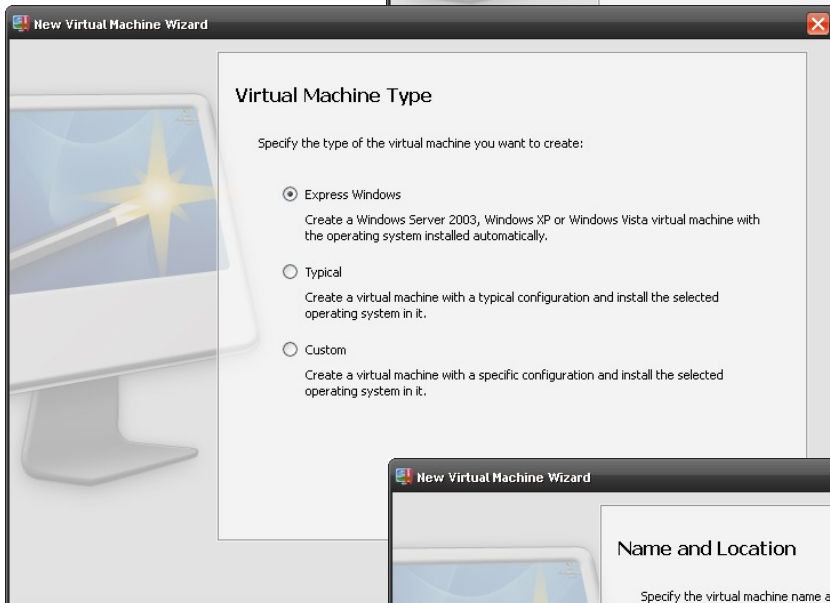 New Virtual Machine Wizard
Virtual Machine Type
Specify the type of the virtual machine you want to create:
Express Windows
Create a Windows Server 2003, Windows XP or Windows Vista virtual machine with
the operating system installed automatically.
Typical
Create a virtual machine with a typical configuration and install the selected
operating system in it.
Custom
Create a virtual machine with a specific configuration and install the selected
operating system in it.
New Virtual Machine Wizard
Name and Location
Specify the virtual machine name a